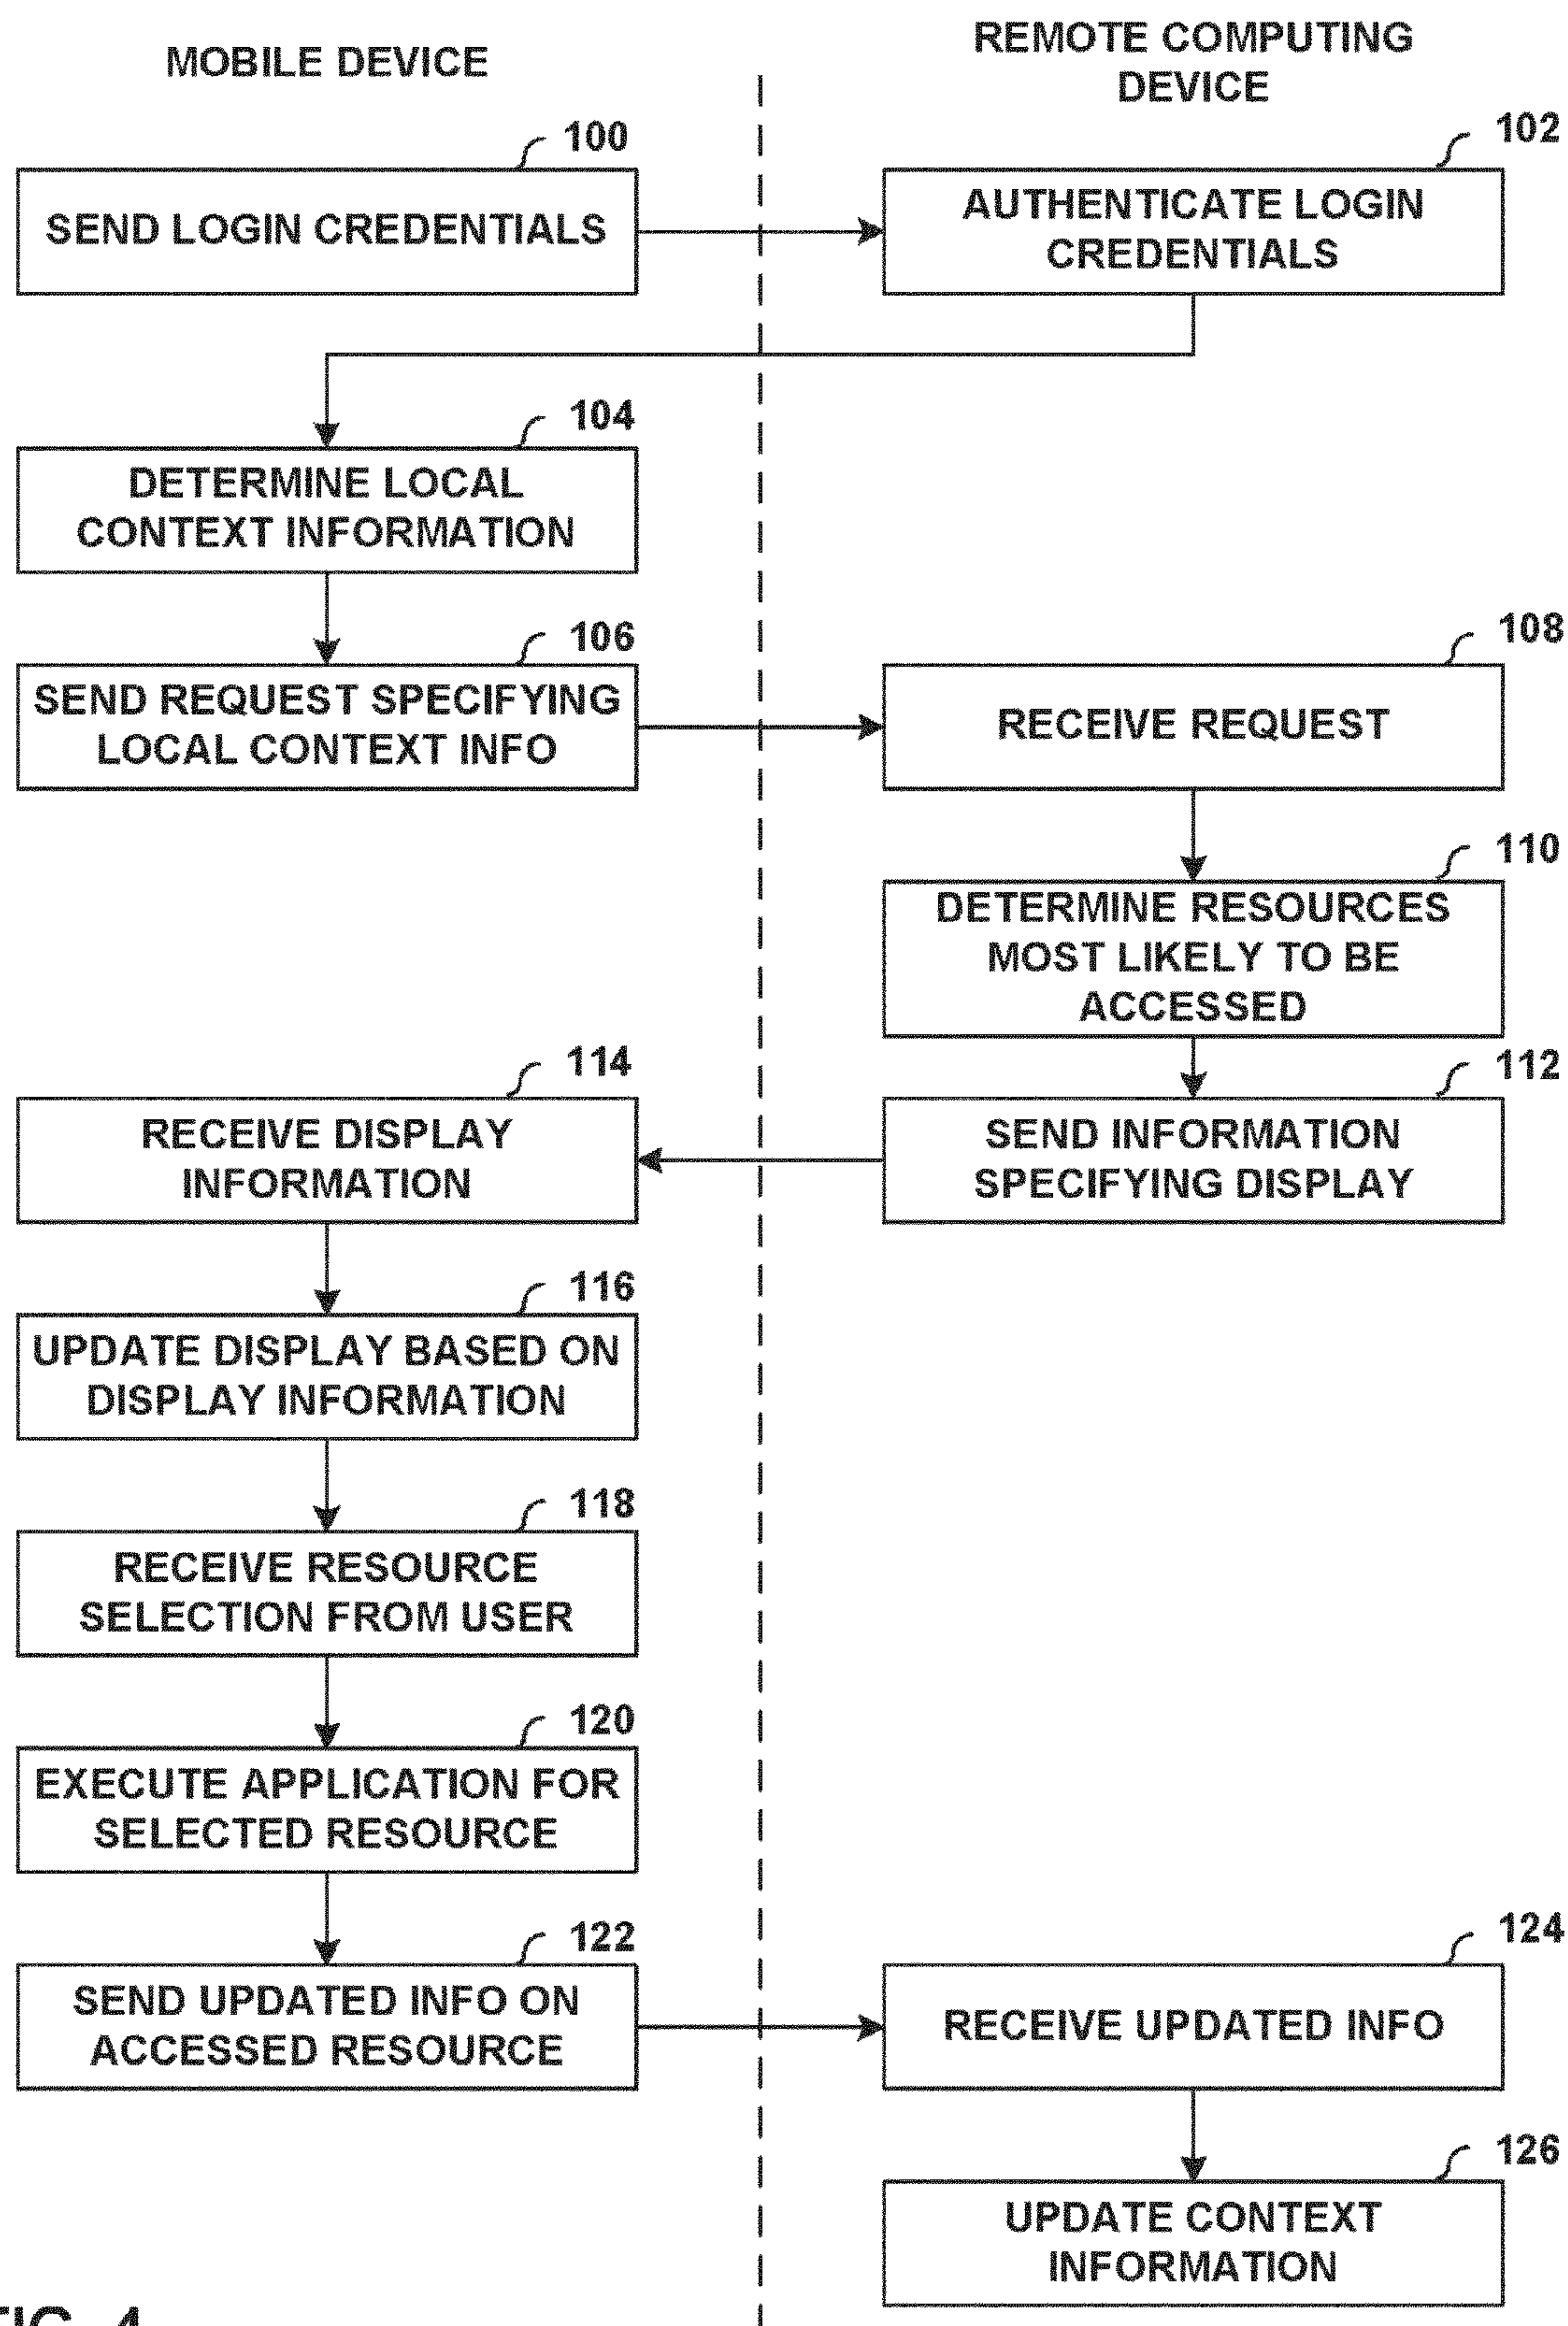 MOBILE DEVICE
REMOTE COMPUTING
DEVICE
100
SEND LOGIN CREDENTIALS
102
AUTHENTICATE LOGIN
CREDENTIALS
104
DETERMINE LOCAL
CONTEXT INFORMATION
106
SEND REQUEST SPECIFYING
LOCAL CONTEXT INFO
108
RECEIVE REQUEST
110
DETERMINE RESOURCES
MOST LIKELY TO BE
ACCESSED
112
SEND INFORMATION
SPECIFYING DISPLAY
114
RECEIVE DISPLAY
INFORMATION
116
UPDATE DISPLAY BASED ON
DISPLAY INFORMATION
118
RECEIVE RESOURCE
SELECTION FROM USER
120
EXECUTE APPLICATION FOR
SELECTED RESOURCE
122
SEND UPDATED INFO ON
ACCESSED RESOURCE
124
RECEIVE UPDATED INFO
126
UPDATE CONTEXT
INFORMATION